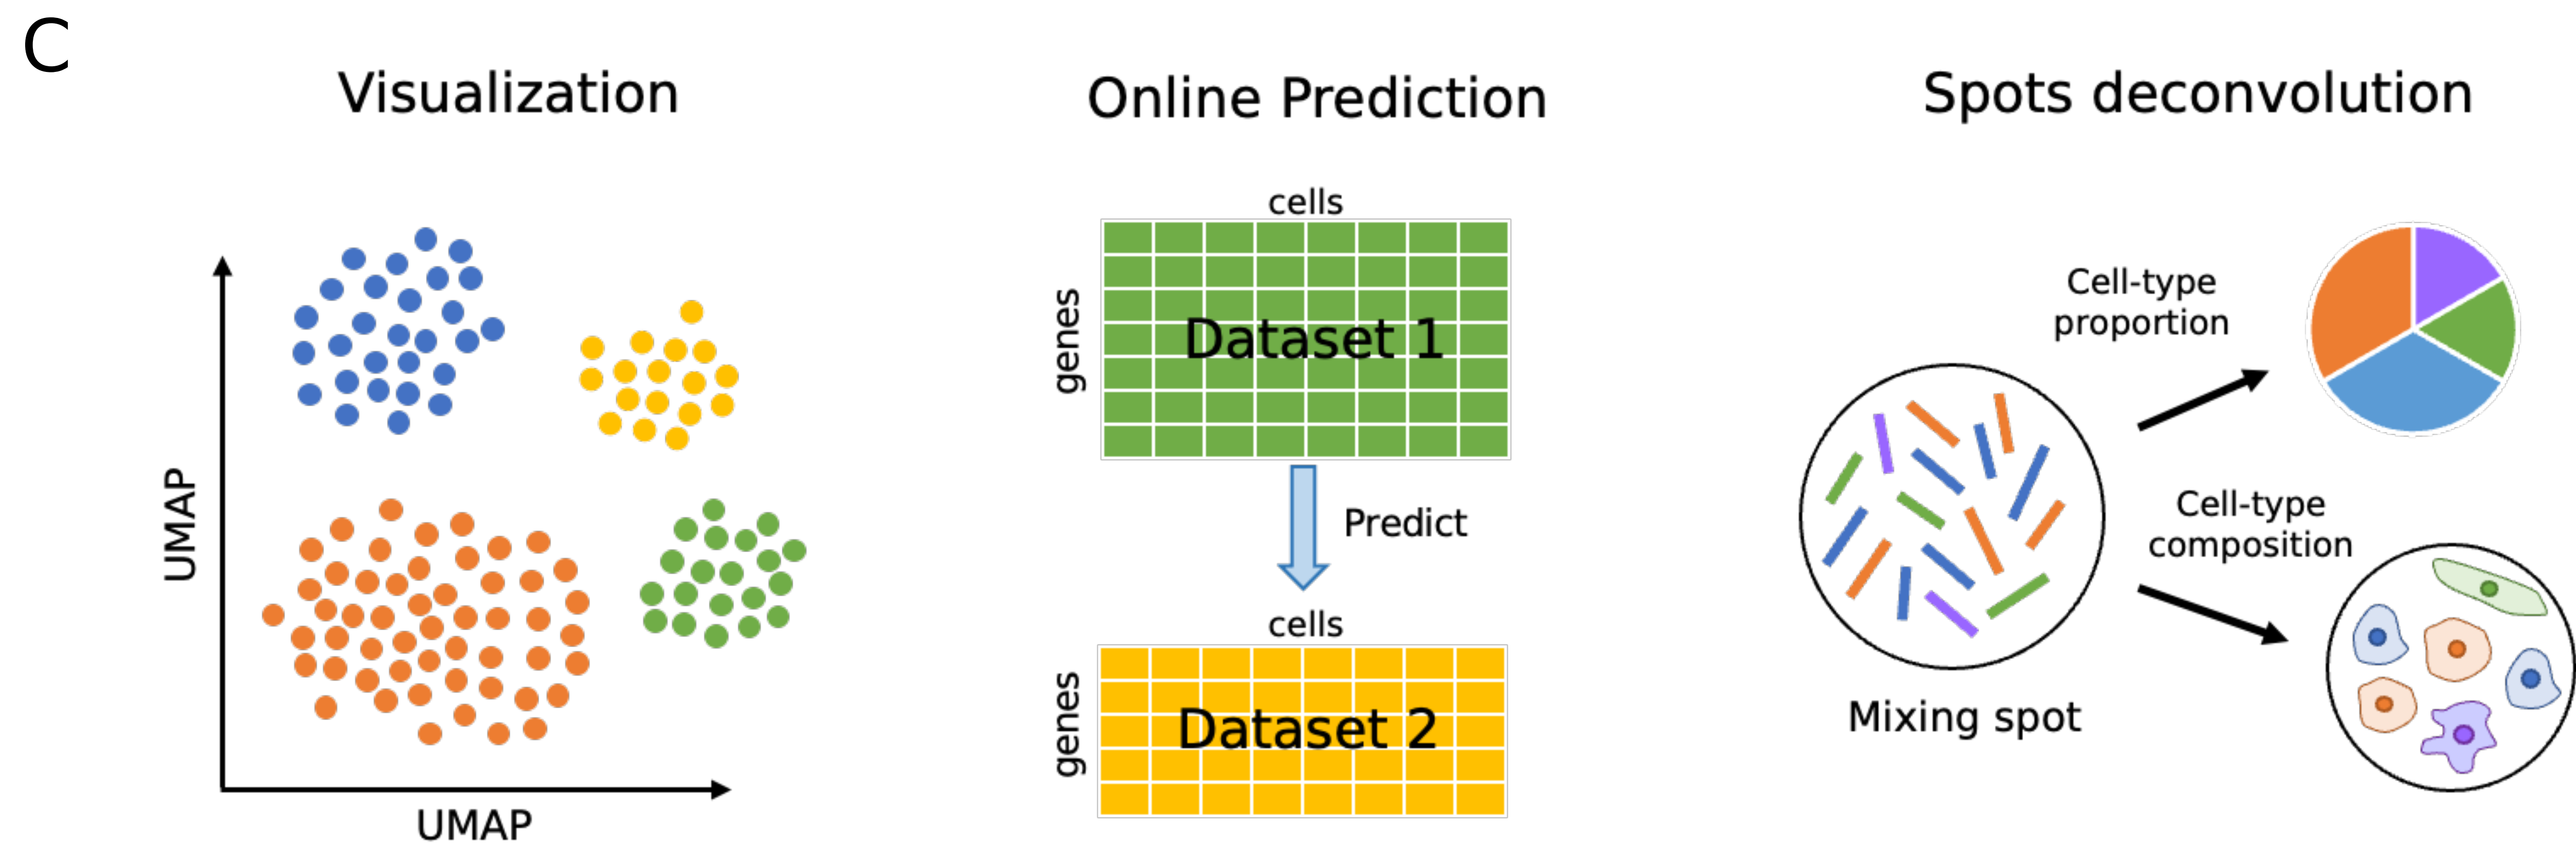 C
Visualization
UMAP
UMAP
Online Prediction
cells
genes
Dataset 1
Predict
cells
genes
Dataset 2
Spots deconvolution
Cell-type
proportion
Cell-type
composition
Mixing spot